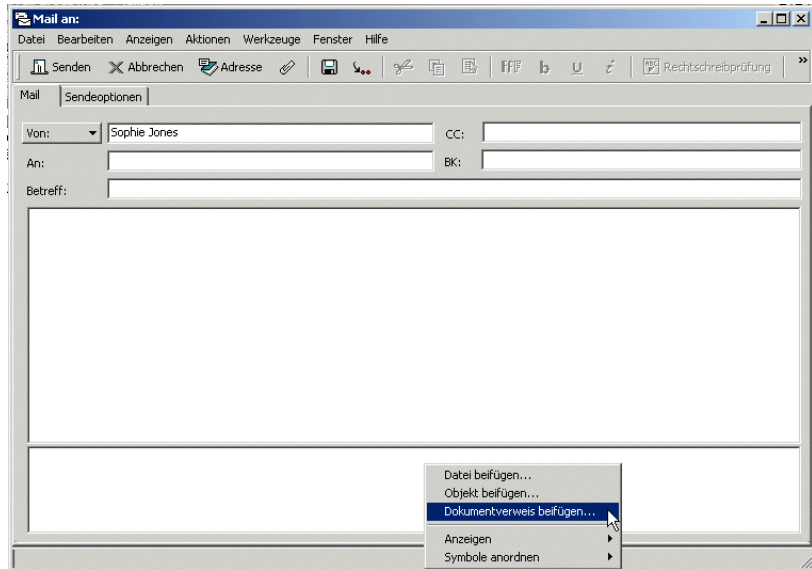 Mail an:
Datei Bearbeiten Anzeigen Aktionen Werkzeuge Fenster Hilfe
Senden Abbrechen Adresse fff b u i Rechtschreibprüfung »
Mail Sendeoptionen
Von: Sophie Jones CC:
An: BK:
Betreff:
Datei beifügen...
Objekt beifügen...
Dokumentverweis beifügen...
Anzeigen
Symbole anordnen